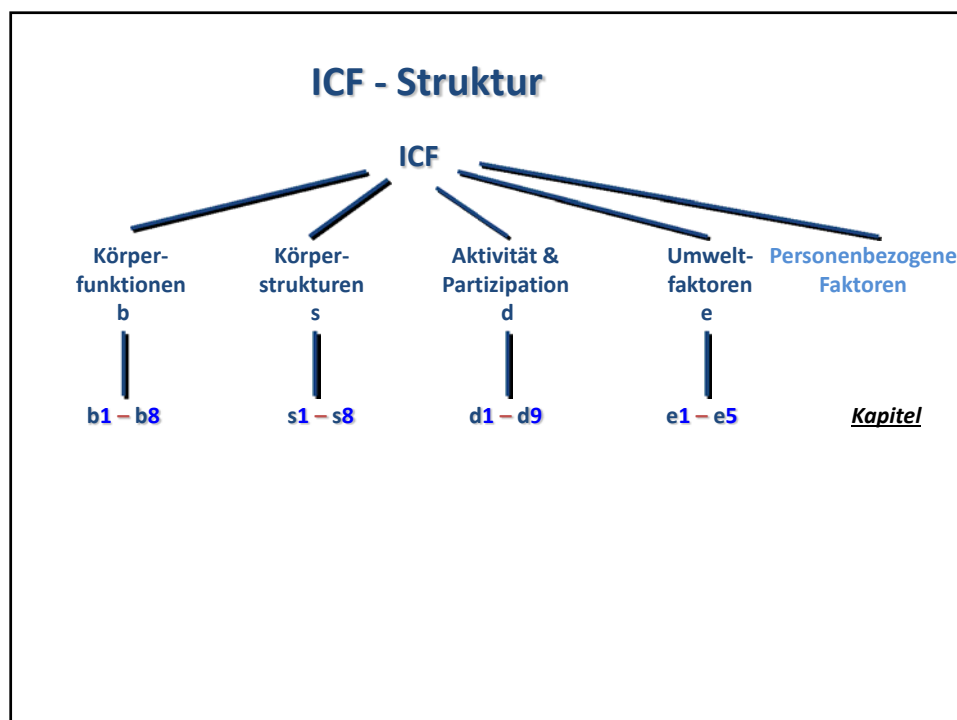 ICF - Struktur
ICF
Körper-
funktionen
b
Körper-
strukturen
s
Aktivität &
Partizipation
d
Umwelt-
faktoren
e
Personenbezogene
Faktoren
b1 – b8
s1 – s8
d1 – d9
e1 – e5
Kapitel